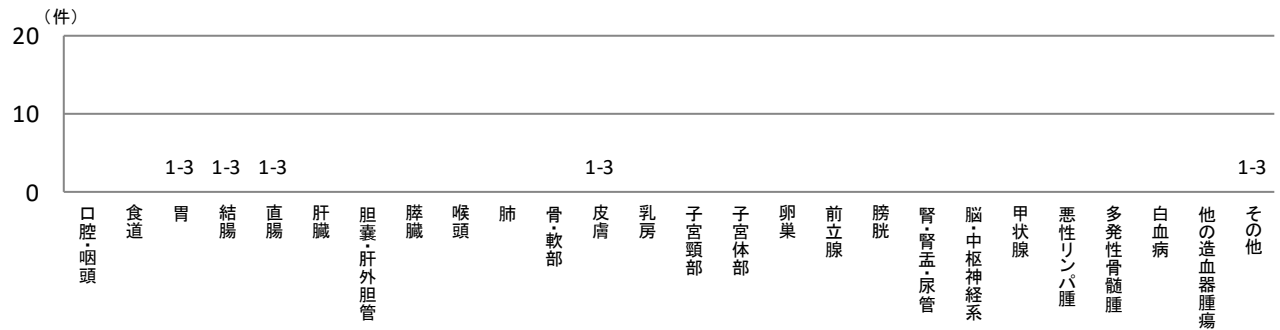 （件）
20
10
0
1-3
1-3
1-3
1-3
1-3
口腔・咽頭
食道
胃
結腸
直腸
肝臓
胆嚢・肝外胆管
膵臓
喉頭
肺
骨・軟部
皮膚
乳房
子宮頸部
子宮体部
卵巣
前立腺
膀胱
腎・腎盂・尿管
脳・中枢神経系
甲状腺
悪性リンパ腫
多発性骨髄腫
白血病
他の造血器腫瘍
その他